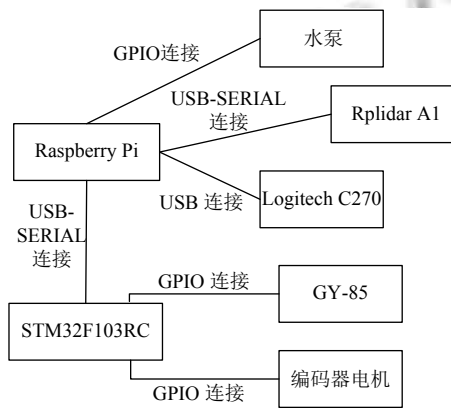 水泵
GPIO连接
USB-SERIAL
连接
Rplidar A1
Raspberry Pi
USB 连接
Logitech C270
USB-
SERIAL
连接
GPIO 连接
GY-85
STM32F103RC
GPIO 连接
编码器电机